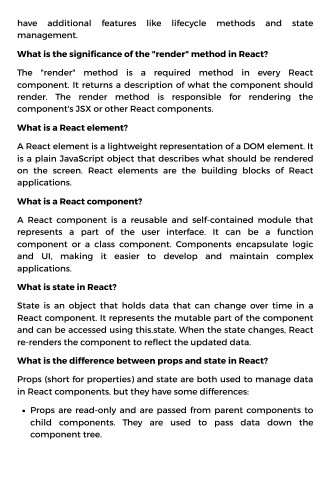 have additional features like lifecycle methods and state
management.
What is the significance of the "render" method in React?
The "render" method is a required method in every React
component. It returns a description of what the component should
render. The render method is responsible for rendering the
component's JSX or other React components.
What is a React element?
A React element is a lightweight representation of a DOM element. It
is a plain JavaScript object that describes what should be rendered
on the screen. React elements are the building blocks of React
applications.
What is a React component?
A React component is a reusable and self-contained module that
represents a part of the user interface. It can be a function
component or a class component. Components encapsulate logic
and UI, making it easier to develop and maintain complex
applications.
What is state in React?
State is an object that holds data that can change over time in a
React component. It represents the mutable part of the component
and can be accessed using this.state. When the state changes, React
re-renders the component to reflect the updated data.
What is the difference between props and state in React?
Props (short for properties) and state are both used to manage data
in React components, but they have some differences:
• Props are read-only and are passed from parent components to
child components. They are used to pass data down the
component tree.